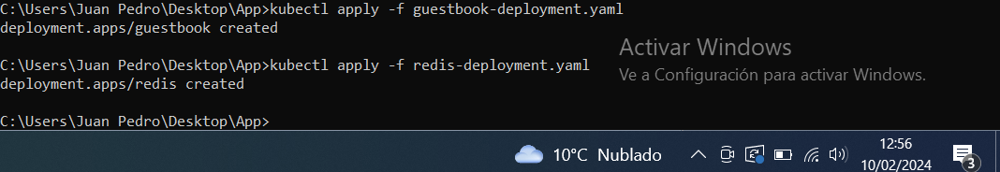 C:\Users\Juan Pedro\Desktop\App>kubectl apply -f guestbook-deployment.yaml
deployment.apps/guestbook created
C:\Users\Juan Pedro\Desktop\App>kubectl apply -f redis-deployment.yaml
deployment.apps/redis created
C:\Users\Juan Pedro\Desktop\App>
Activar Windows
Ve a Configuración para activar Windows.
10°C Nublado
12:56
10/02/2024
3